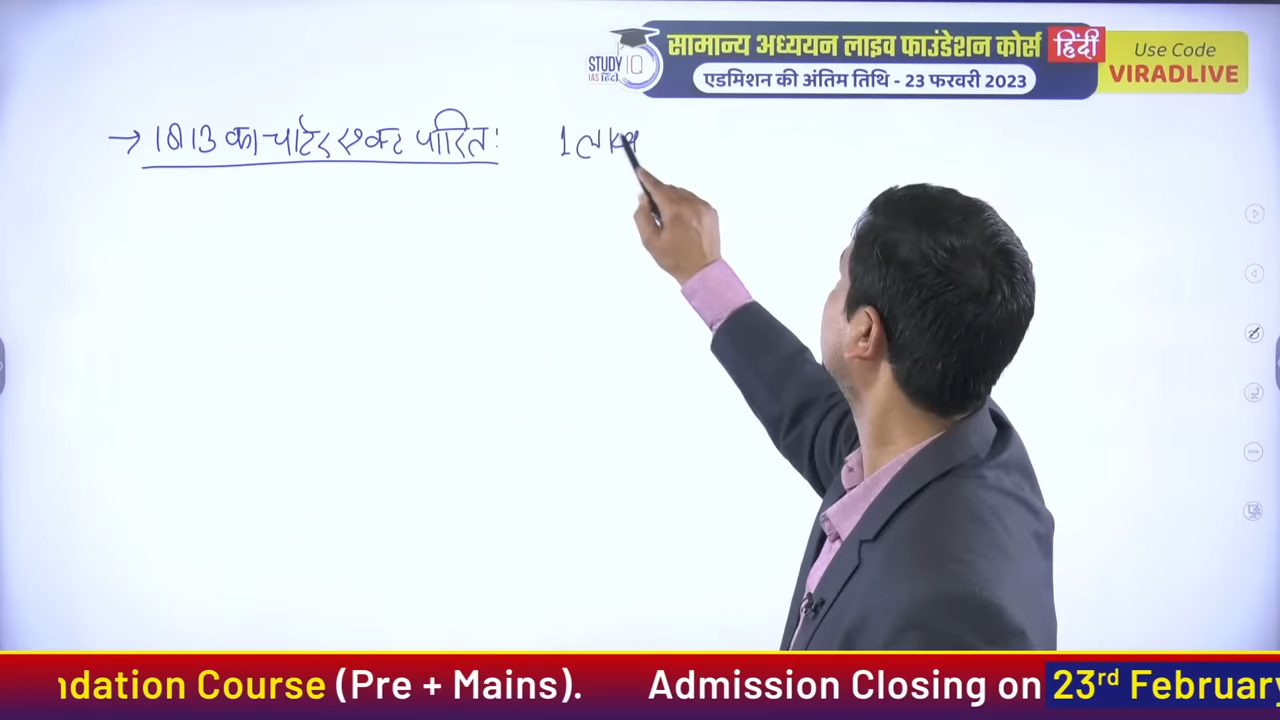 STUDY IQ
IAS हिंदी
सामान्य अध्ययन लाइव फाउंडेशन कोर्स हिंदी
एडमिशन की अंतिम तिथि - 23 फरवरी 2023
Use Code
VIRADLIVE
→ 1813 का चार्टर एक्ट पारित: 1 लाख
ndation Course (Pre + Mains). Admission Closing on 23rd February